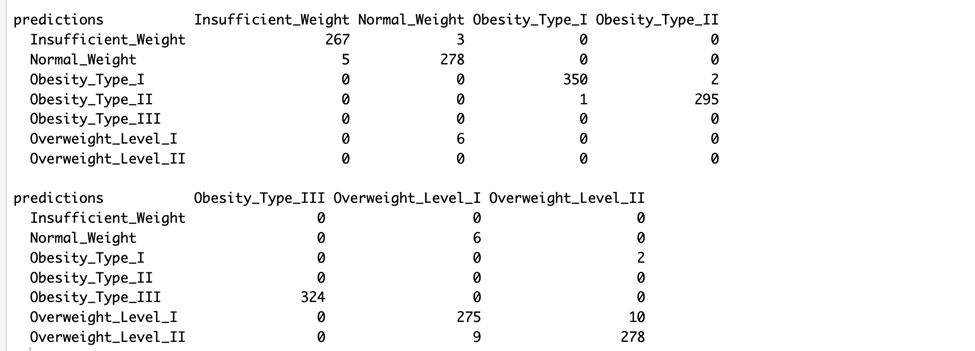 predictions Insufficient_Weight Normal_Weight Obesity_Type_I Obesity_Type_II
Insufficient_Weight 267 3 0 0
Normal_Weight 5 278 0 0
Obesity_Type_I 0 0 350 2
Obesity_Type_II 0 0 1 295
Obesity_Type_III 0 0 0 0
Overweight_Level_I 0 6 0 0
Overweight_Level_II 0 0 0 0
predictions Obesity_Type_III Overweight_Level_I Overweight_Level_II
Insufficient_Weight 0 0 0
Normal_Weight 0 6 0
Obesity_Type_I 0 0 2
Obesity_Type_II 0 0 0
Obesity_Type_III 324 0 0
Overweight_Level_I 0 275 10
Overweight_Level_II 0 9 278